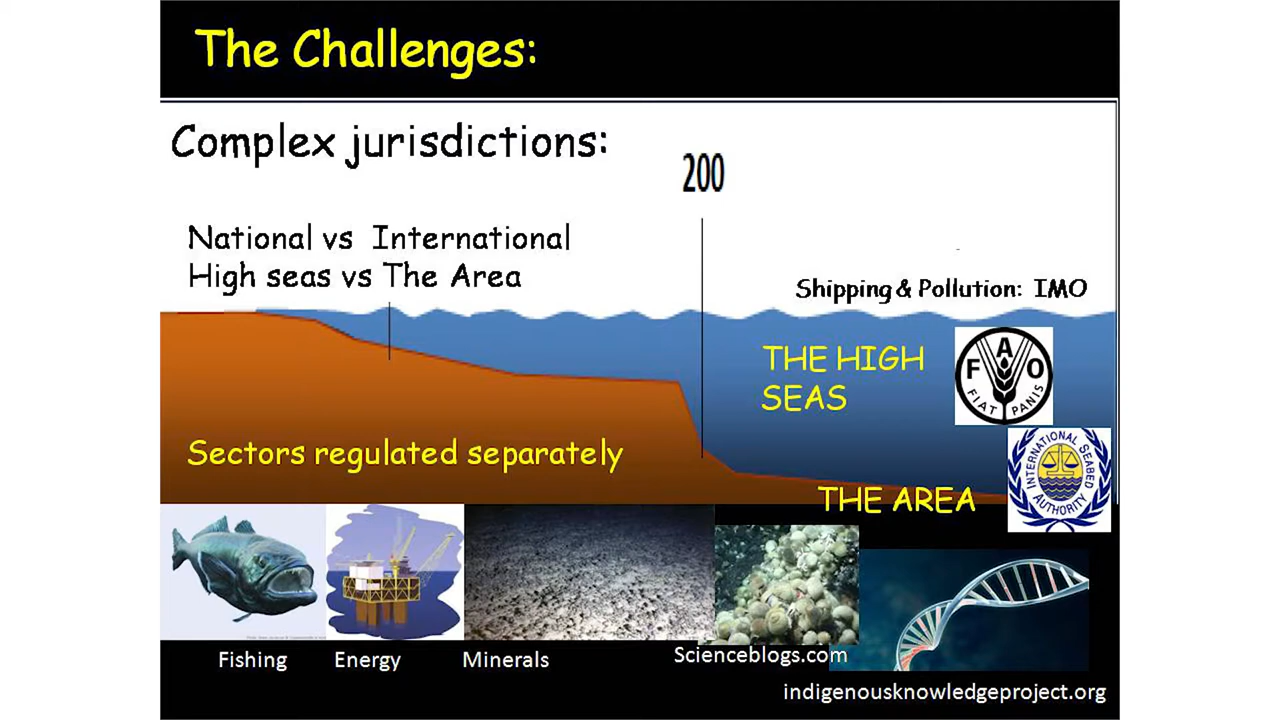 The Challenges:
Complex jurisdictions:
200
National vs International
High seas vs The Area
Shipping & Pollution: IMO
THE HIGH
SEAS
F A O
FIAT PANIS
Sectors regulated separately
INTERNATIONAL SEABED
AUTHORITY
THE AREA
Fishing
Energy
Minerals
Scienceblogs.com
indigenousknowledgeproject.org